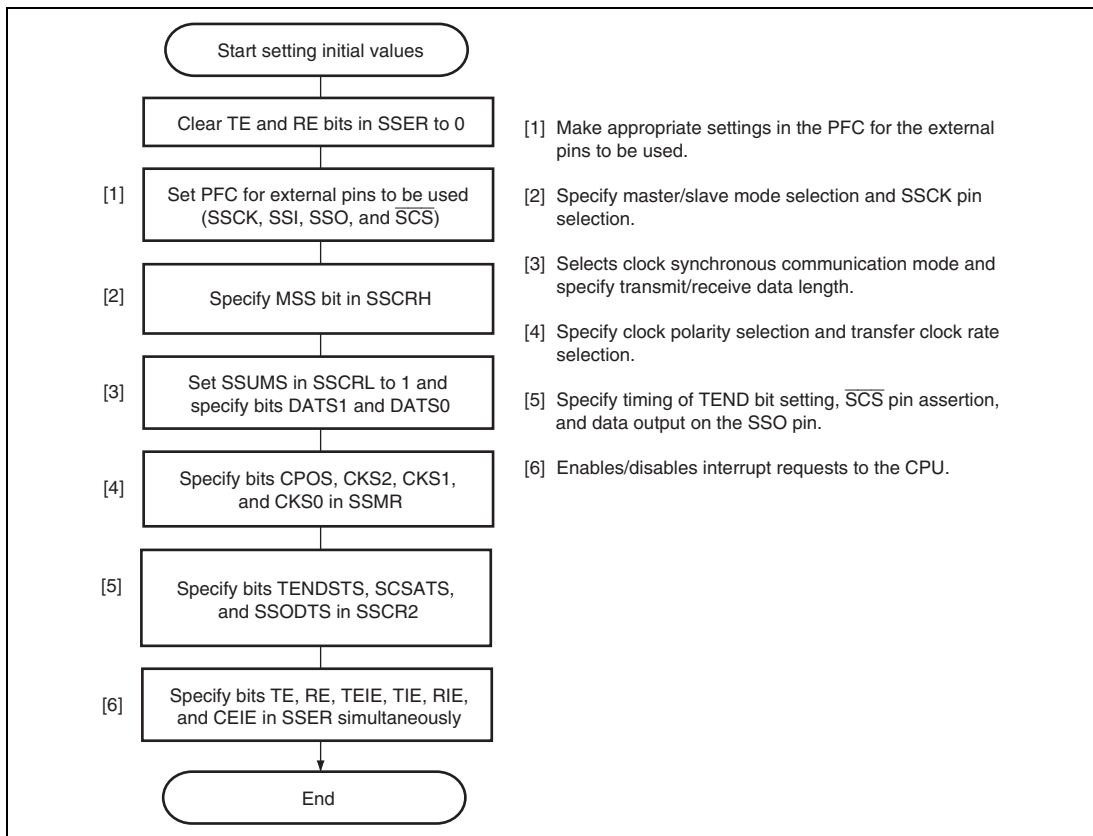 Start setting initial values
Clear TE and RE bits in SSER to 0
[1]
Set PFC for external pins to be used
(SSCK, SSI, SSO, and S̅C̅S̅)
[2]
Specify MSS bit in SSCRH
[3]
Set SSUMS in SSCRL to 1 and
specify bits DATS1 and DATS0
[4]
Specify bits CPOS, CKS2, CKS1,
and CKS0 in SSMR
[5]
Specify bits TENDSTS, SCSATS,
and SSODTS in SSCR2
[6]
Specify bits TE, RE, TEIE, TIE, RIE,
and CEIE in SSER simultaneously
End
[1] Make appropriate settings in the PFC for the external
pins to be used.
[2] Specify master/slave mode selection and SSCK pin
selection.
[3] Selects clock synchronous communication mode and
specify transmit/receive data length.
[4] Specify clock polarity selection and transfer clock rate
selection.
[5] Specify timing of TEND bit setting, S̅C̅S̅ pin assertion,
and data output on the SSO pin.
[6] Enables/disables interrupt requests to the CPU.